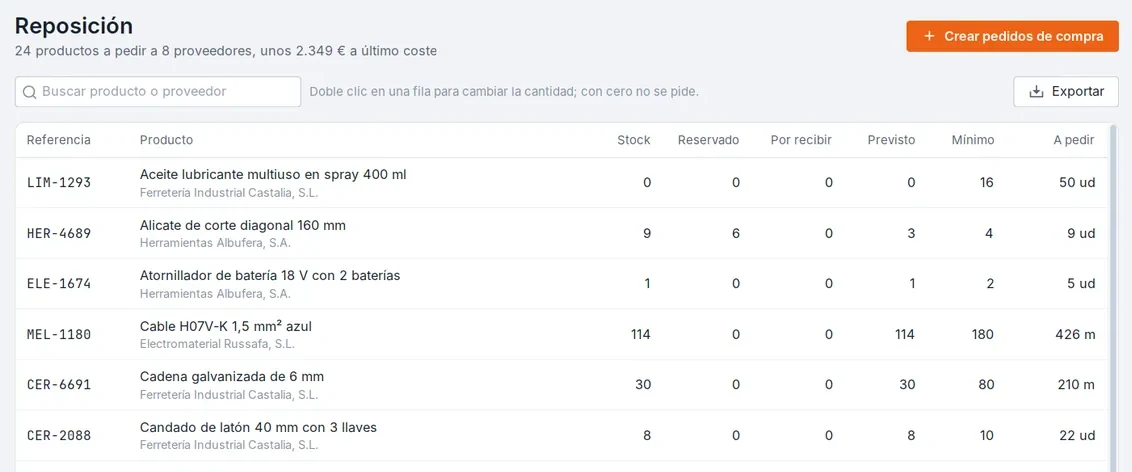 Reposición
24 productos a pedir a 8 proveedores, unos 2.349 € a último coste
+ Crear pedidos de compra
Buscar producto o proveedor
Doble clic en una fila para cambiar la cantidad; con cero no se pide.
Exportar
Referencia Producto Stock Reservado Por recibir Previsto Mínimo A pedir
LIM-1293 Aceite lubricante multiuso en spray 400 ml 0 0 0 0 16 50 ud
Ferretería Industrial Castalia, S.L.
HER-4689 Alicate de corte diagonal 160 mm 9 6 0 3 4 9 ud
Herramientas Albufera, S.A.
ELE-1674 Atornillador de batería 18 V con 2 baterías 1 0 0 1 2 5 ud
Herramientas Albufera, S.A.
MEL-1180 Cable H07V-K 1,5 mm² azul 114 0 0 114 180 426 m
Electromaterial Russafa, S.L.
CER-6691 Cadena galvanizada de 6 mm 30 0 0 30 80 210 m
Ferretería Industrial Castalia, S.L.
CER-2088 Candado de latón 40 mm con 3 llaves 8 0 0 8 10 22 ud
Ferretería Industrial Castalia, S.L.